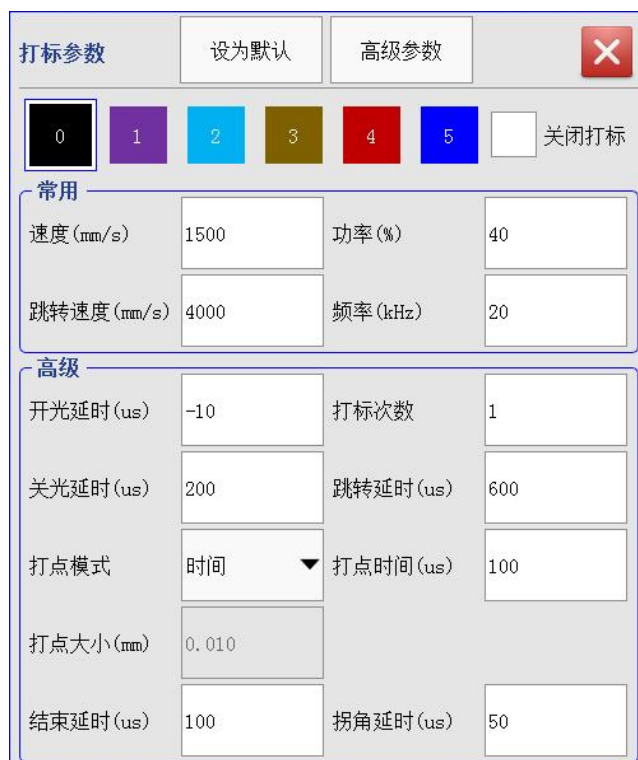 打标参数 设为默认 高级参数
0 1 2 3 4 5 关闭打标
常用
速度(mm/s) 1500 功率(%) 40
跳转速度(mm/s) 4000 频率(kHz) 20
高级
开光延时(us) -10 打标次数 1
关光延时(us) 200 跳转延时(us) 600
打点模式 时间 打点时间(us) 100
打点大小(mm) 0.010
结束延时(us) 100 拐角延时(us) 50